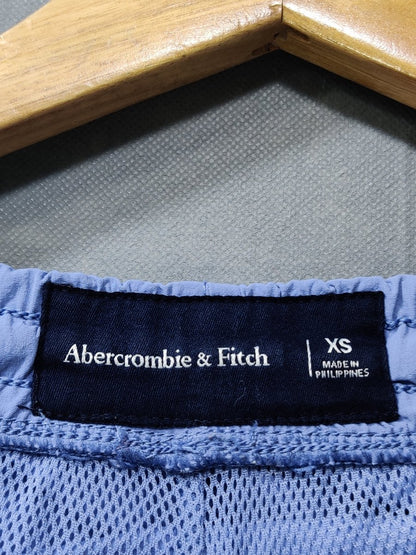 Abercrombie & Fitch
XS
MADE IN
PHILIPPINES